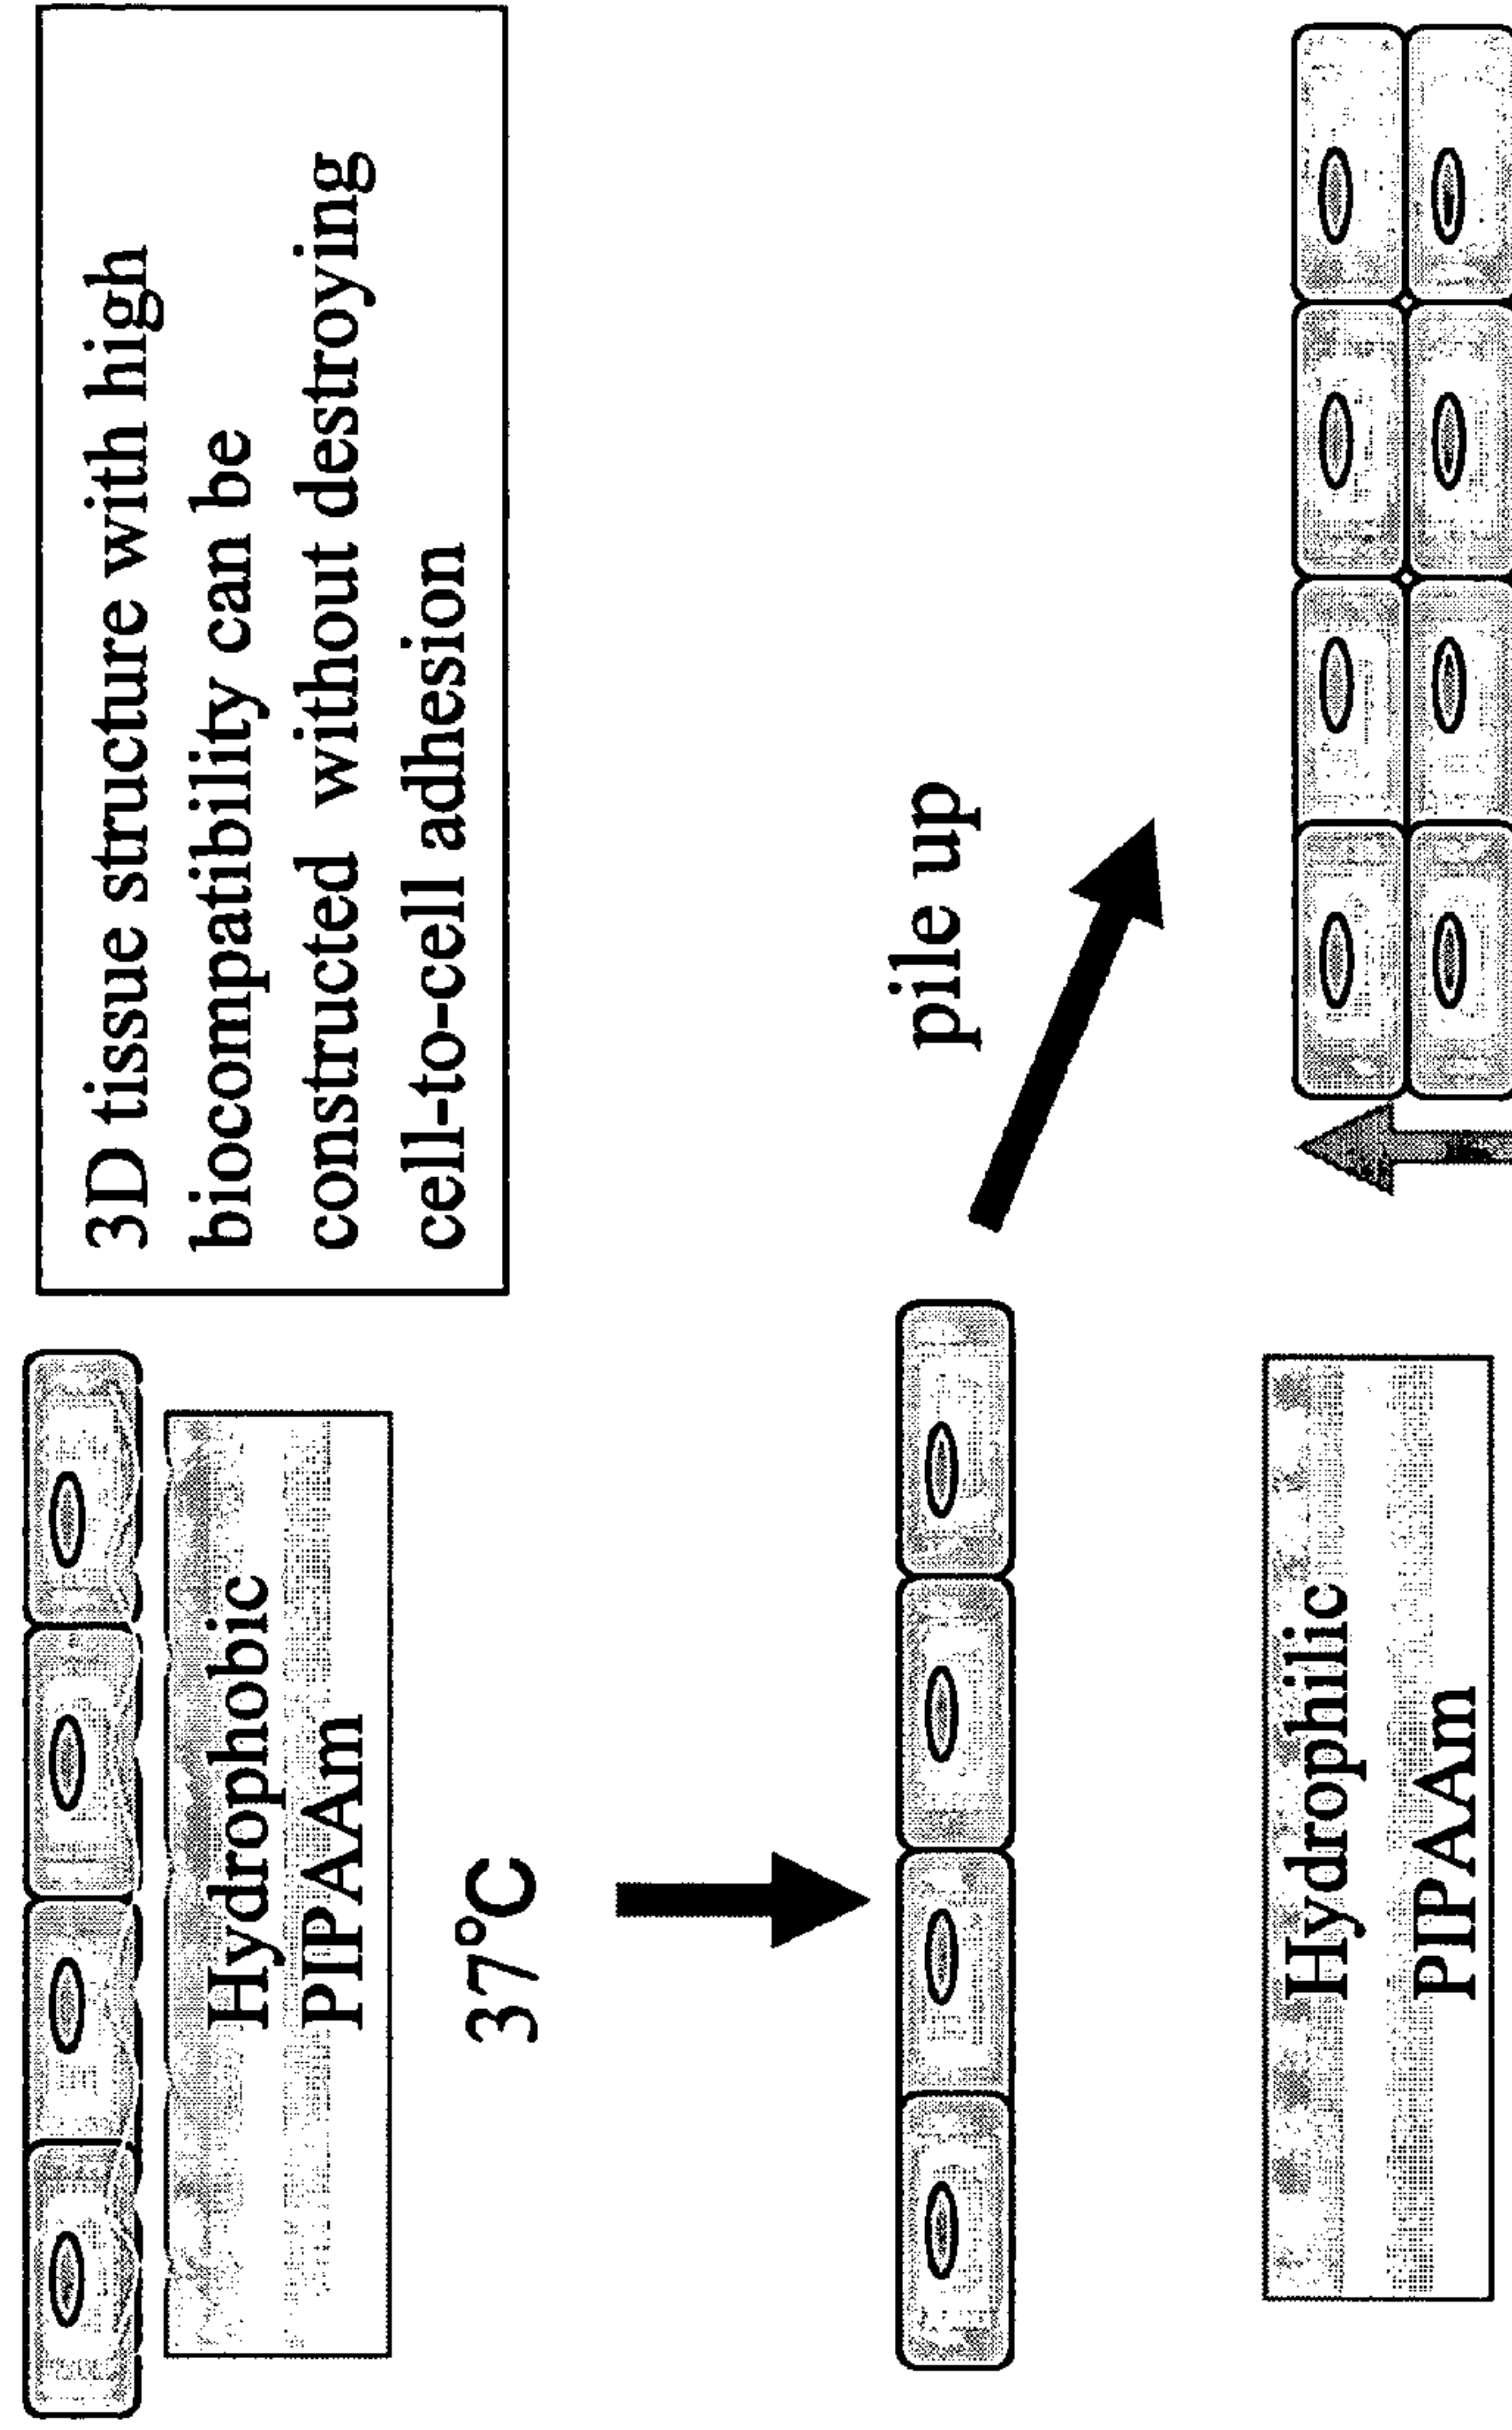 3D tissue structure with high
biocompatibility can be
constructed without destroying
cell-to-cell adhesion
Hydrophobic
PIPAAm
37°C
pile up
Hydrophilic
PIPAAm